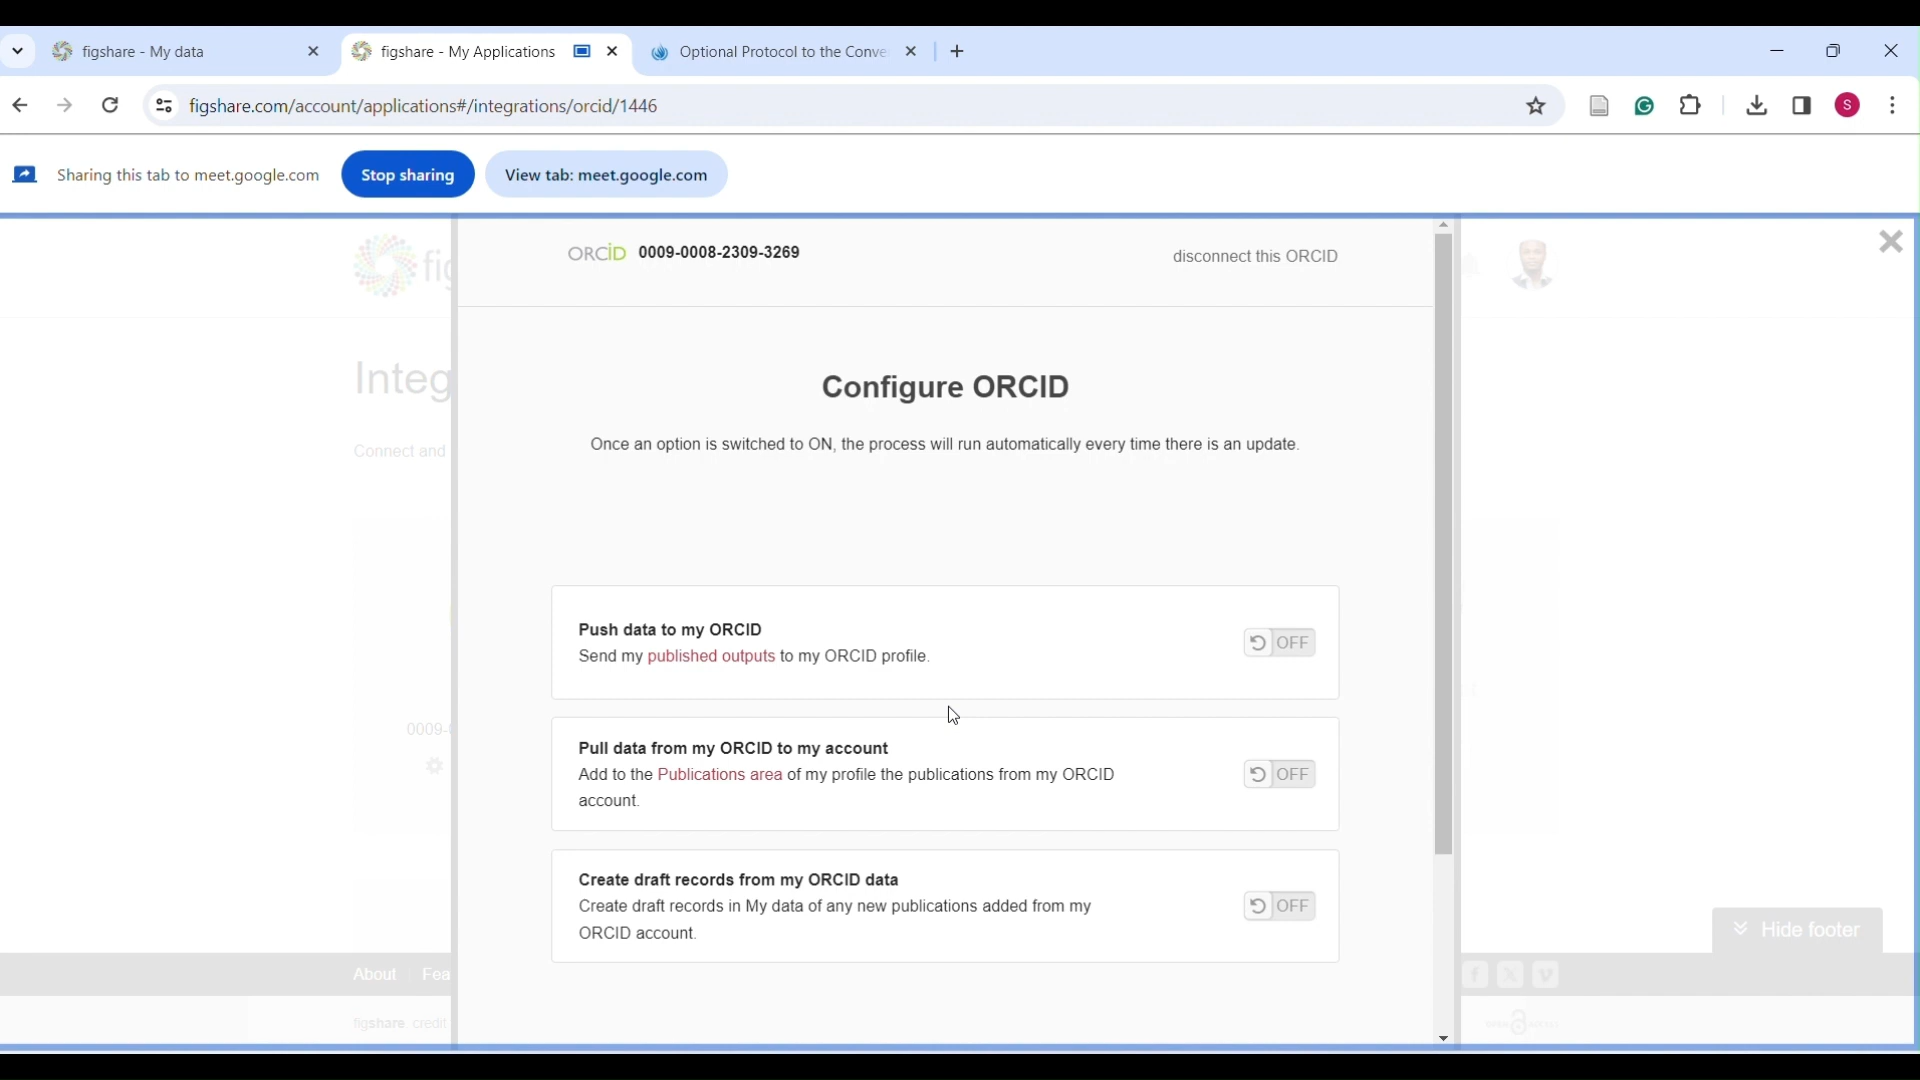 figshare - My data
figshare - My Applications
Optional Protocol to the Conve
figshare.com/account/applications#/integrations/orcid/1446
S
Sharing this tab to meet.google.com
Stop sharing
View tab: meet.google.com
fig
ORCID 0009-0008-2309-3269
disconnect this ORCID
Integ
Configure ORCID
Connect and
Once an option is switched to ON, the process will run automatically every time there is an update.
Push data to my ORCID
Send my published outputs to my ORCID profile.
OFF
0009-
Pull data from my ORCID to my account
Add to the Publications area of my profile the publications from my ORCID
account.
OFF
Create draft records from my ORCID data
Create draft records in My data of any new publications added from my
ORCID account.
OFF
Hide footer
About Fea
figshare credit